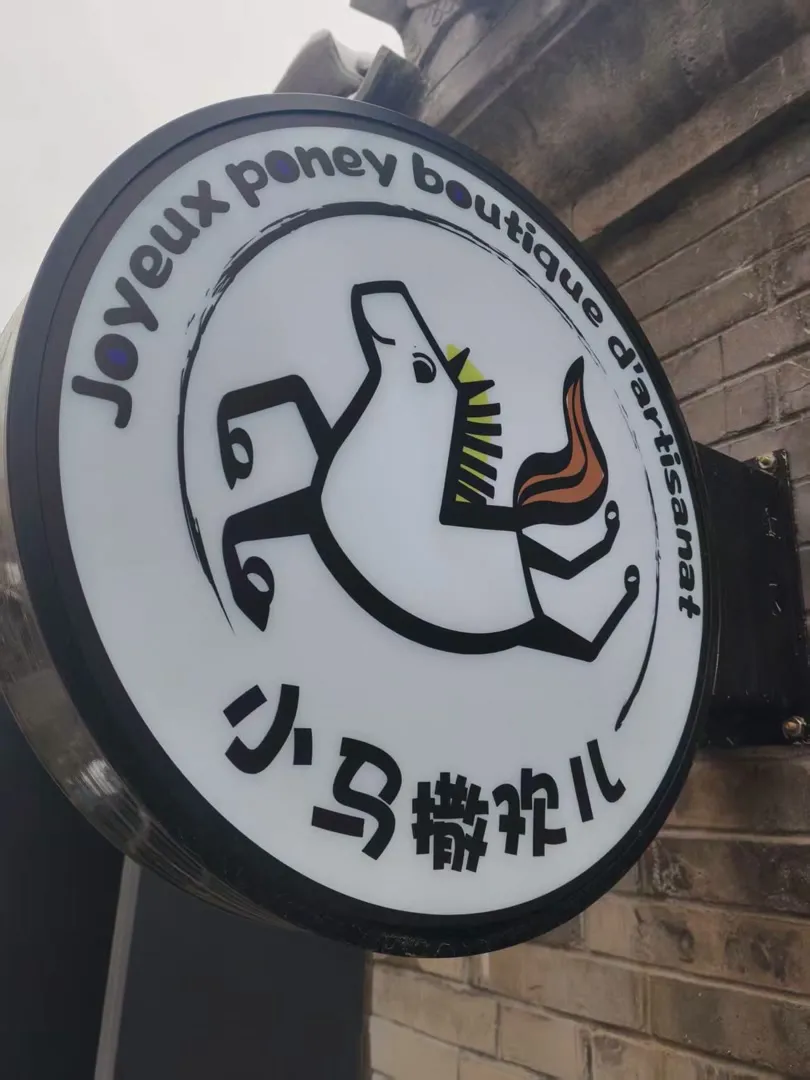 Joyeux poney boutique d'artisanat
小马撒欢儿